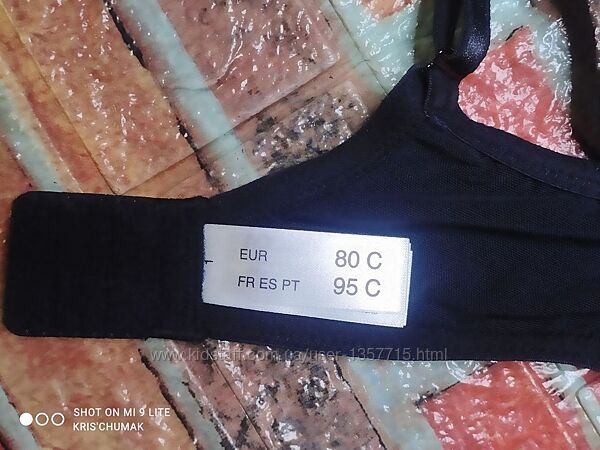 EUR 80 C
FR ES PT 95 C
www.kidstaff.com.ua/user-1357715.html
SHOT ON MI 9 LITE
KRIS'CHUMAK